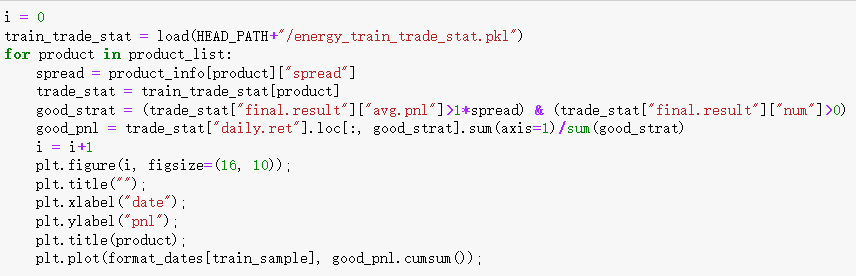 i = 0
train_trade_stat = load(HEAD_PATH+"/energy_train_trade_stat.pkl")
for product in product_list:
    spread = product_info[product]["spread"]
    trade_stat = train_trade_stat[product]
    good_strat = (trade_stat["final.result"]["avg.pnl"]>1*spread) & (trade_stat["final.result"]["num"]>0)
    good_pnl = trade_stat["daily.ret"].loc[:, good_strat].sum(axis=1)/sum(good_strat)
    i = i+1
    plt.figure(i, figsize=(16, 10));
    plt.title("");
    plt.xlabel("date");
    plt.ylabel("pnl");
    plt.title(product);
    plt.plot(format_dates[train_sample], good_pnl.cumsum());